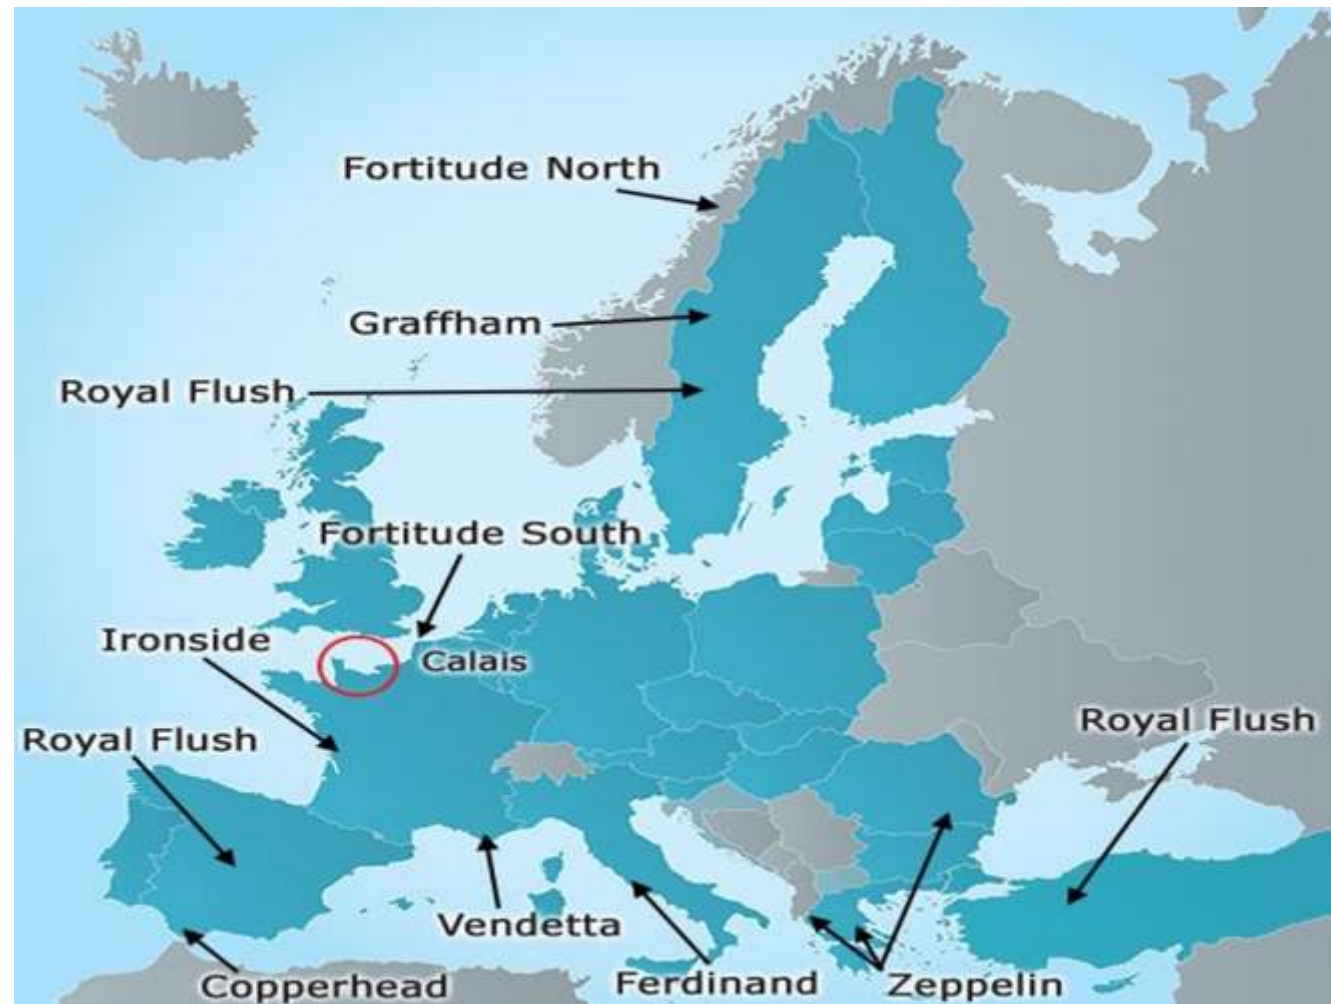 Fortitude North
Graffham
Royal Flush
Fortitude South
Ironside
Calais
Royal Flush
Royal Flush
Vendetta
Copperhead
Ferdinand
Zeppelin